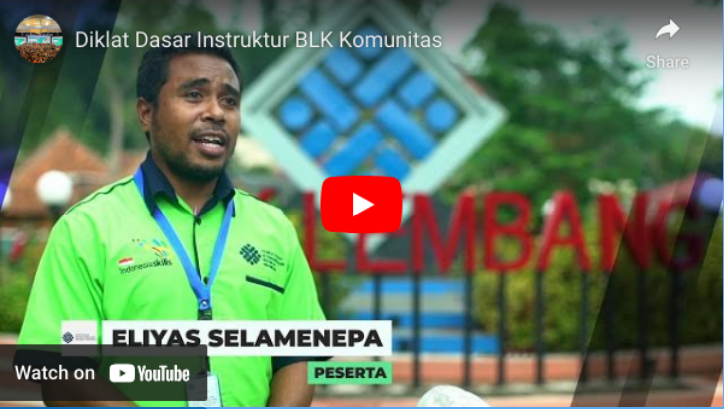 Diklat Dasar Instruktur BLK Komunitas
Share
LEMBANG
Indonesiaskills
ELIYAS SELAMENEPA
PESERTA
Watch on YouTube